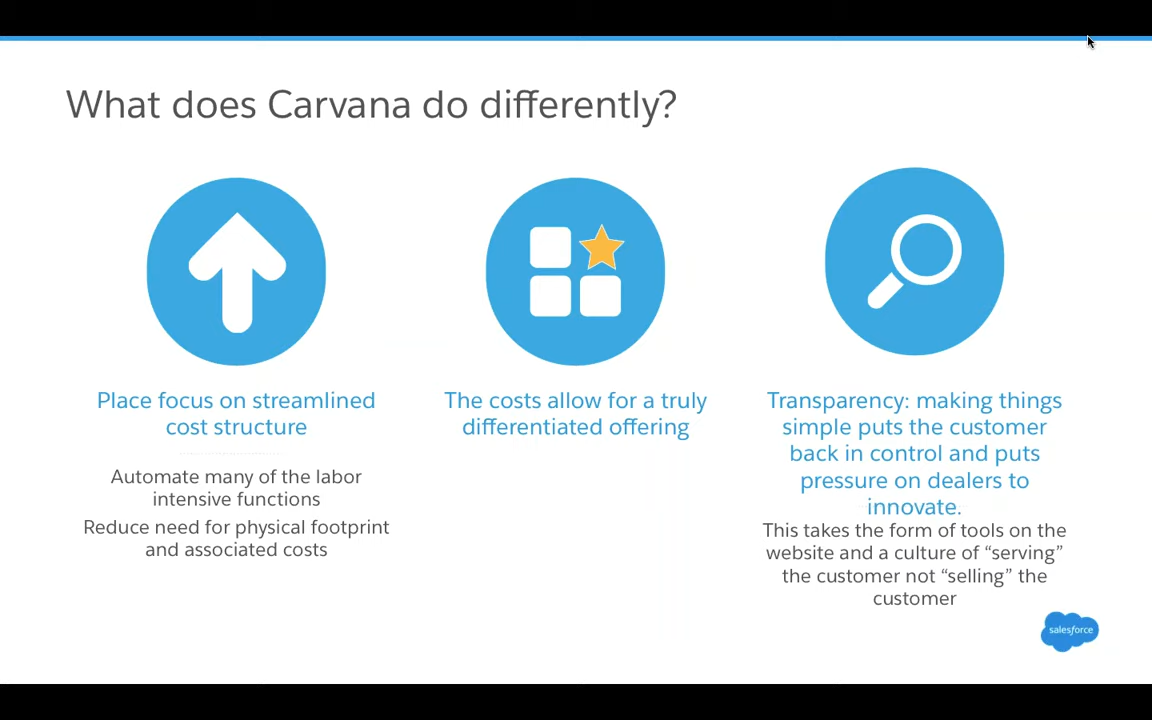 What does Carvana do differently?
Place focus on streamlined
cost structure
Automate many of the labor
intensive functions
Reduce need for physical footprint
and associated costs
The costs allow for a truly
differentiated offering
Transparency: making things
simple puts the customer
back in control and puts
pressure on dealers to
innovate.
This takes the form of tools on the
website and a culture of “serving”
the customer not “selling” the
customer
salesforce